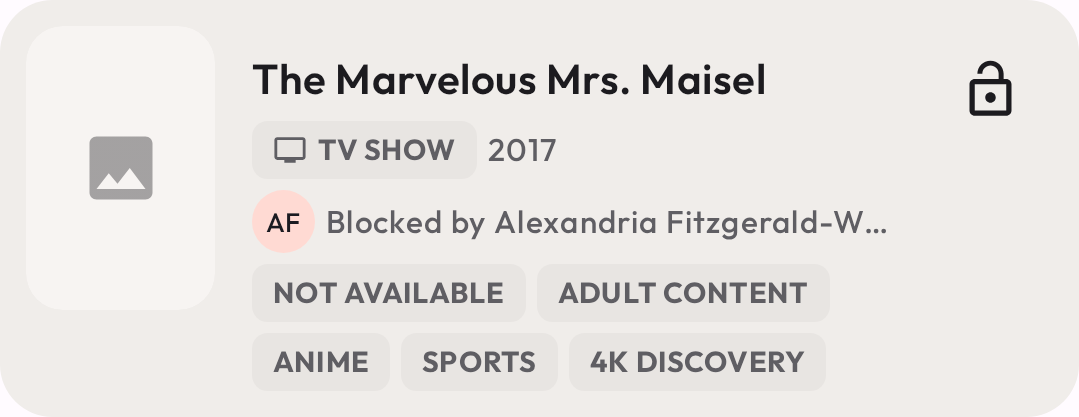 The Marvelous Mrs. Maisel
TV SHOW 2017
AF Blocked by Alexandria Fitzgerald-W...
NOT AVAILABLE ADULT CONTENT
ANIME SPORTS 4K DISCOVERY